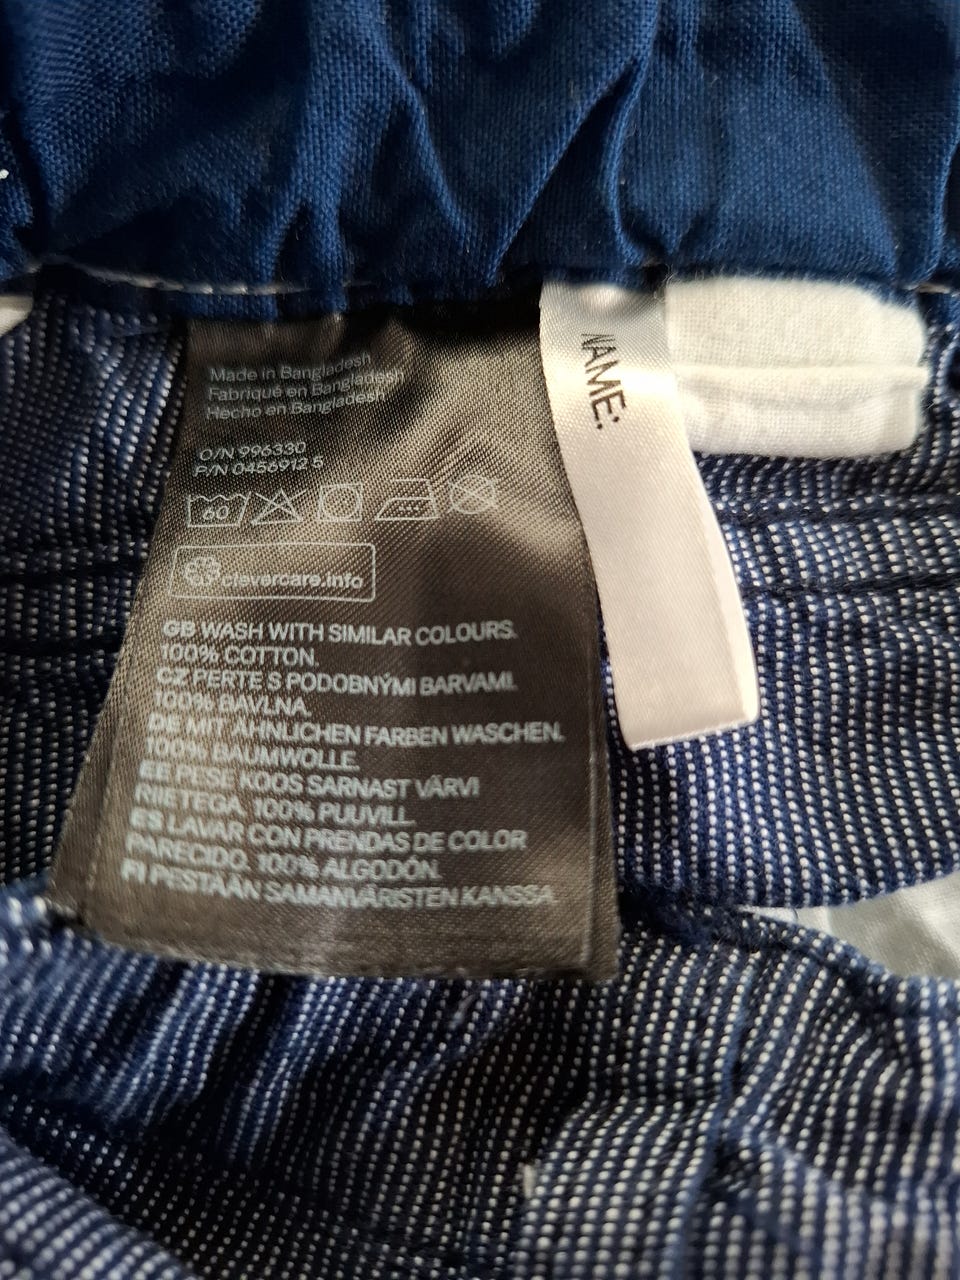 Made in Bangladesh
Fabriqué en Bangladesh
Hecho en Bangladesh
O/N 996330
P/N 0456912 5
60
clevercare.info
GB WASH WITH SIMILAR COLOURS.
100% COTTON.
CZ PERTE S PODOBNÝMI BARVAMI.
100% BAVLNA.
DE MIT ÄHNLICHEN FARBEN WASCHEN.
100% BAUMWOLLE.
EE PESE KOOS SARNAST VÄRVI
RIIETEGA. 100% PUUVILL.
ES LAVAR CON PRENDAS DE COLOR
PARECIDO. 100% ALGODÓN.
FI PESTÄÄN SAMANVÄRISTEN KANSSA.
NAME: